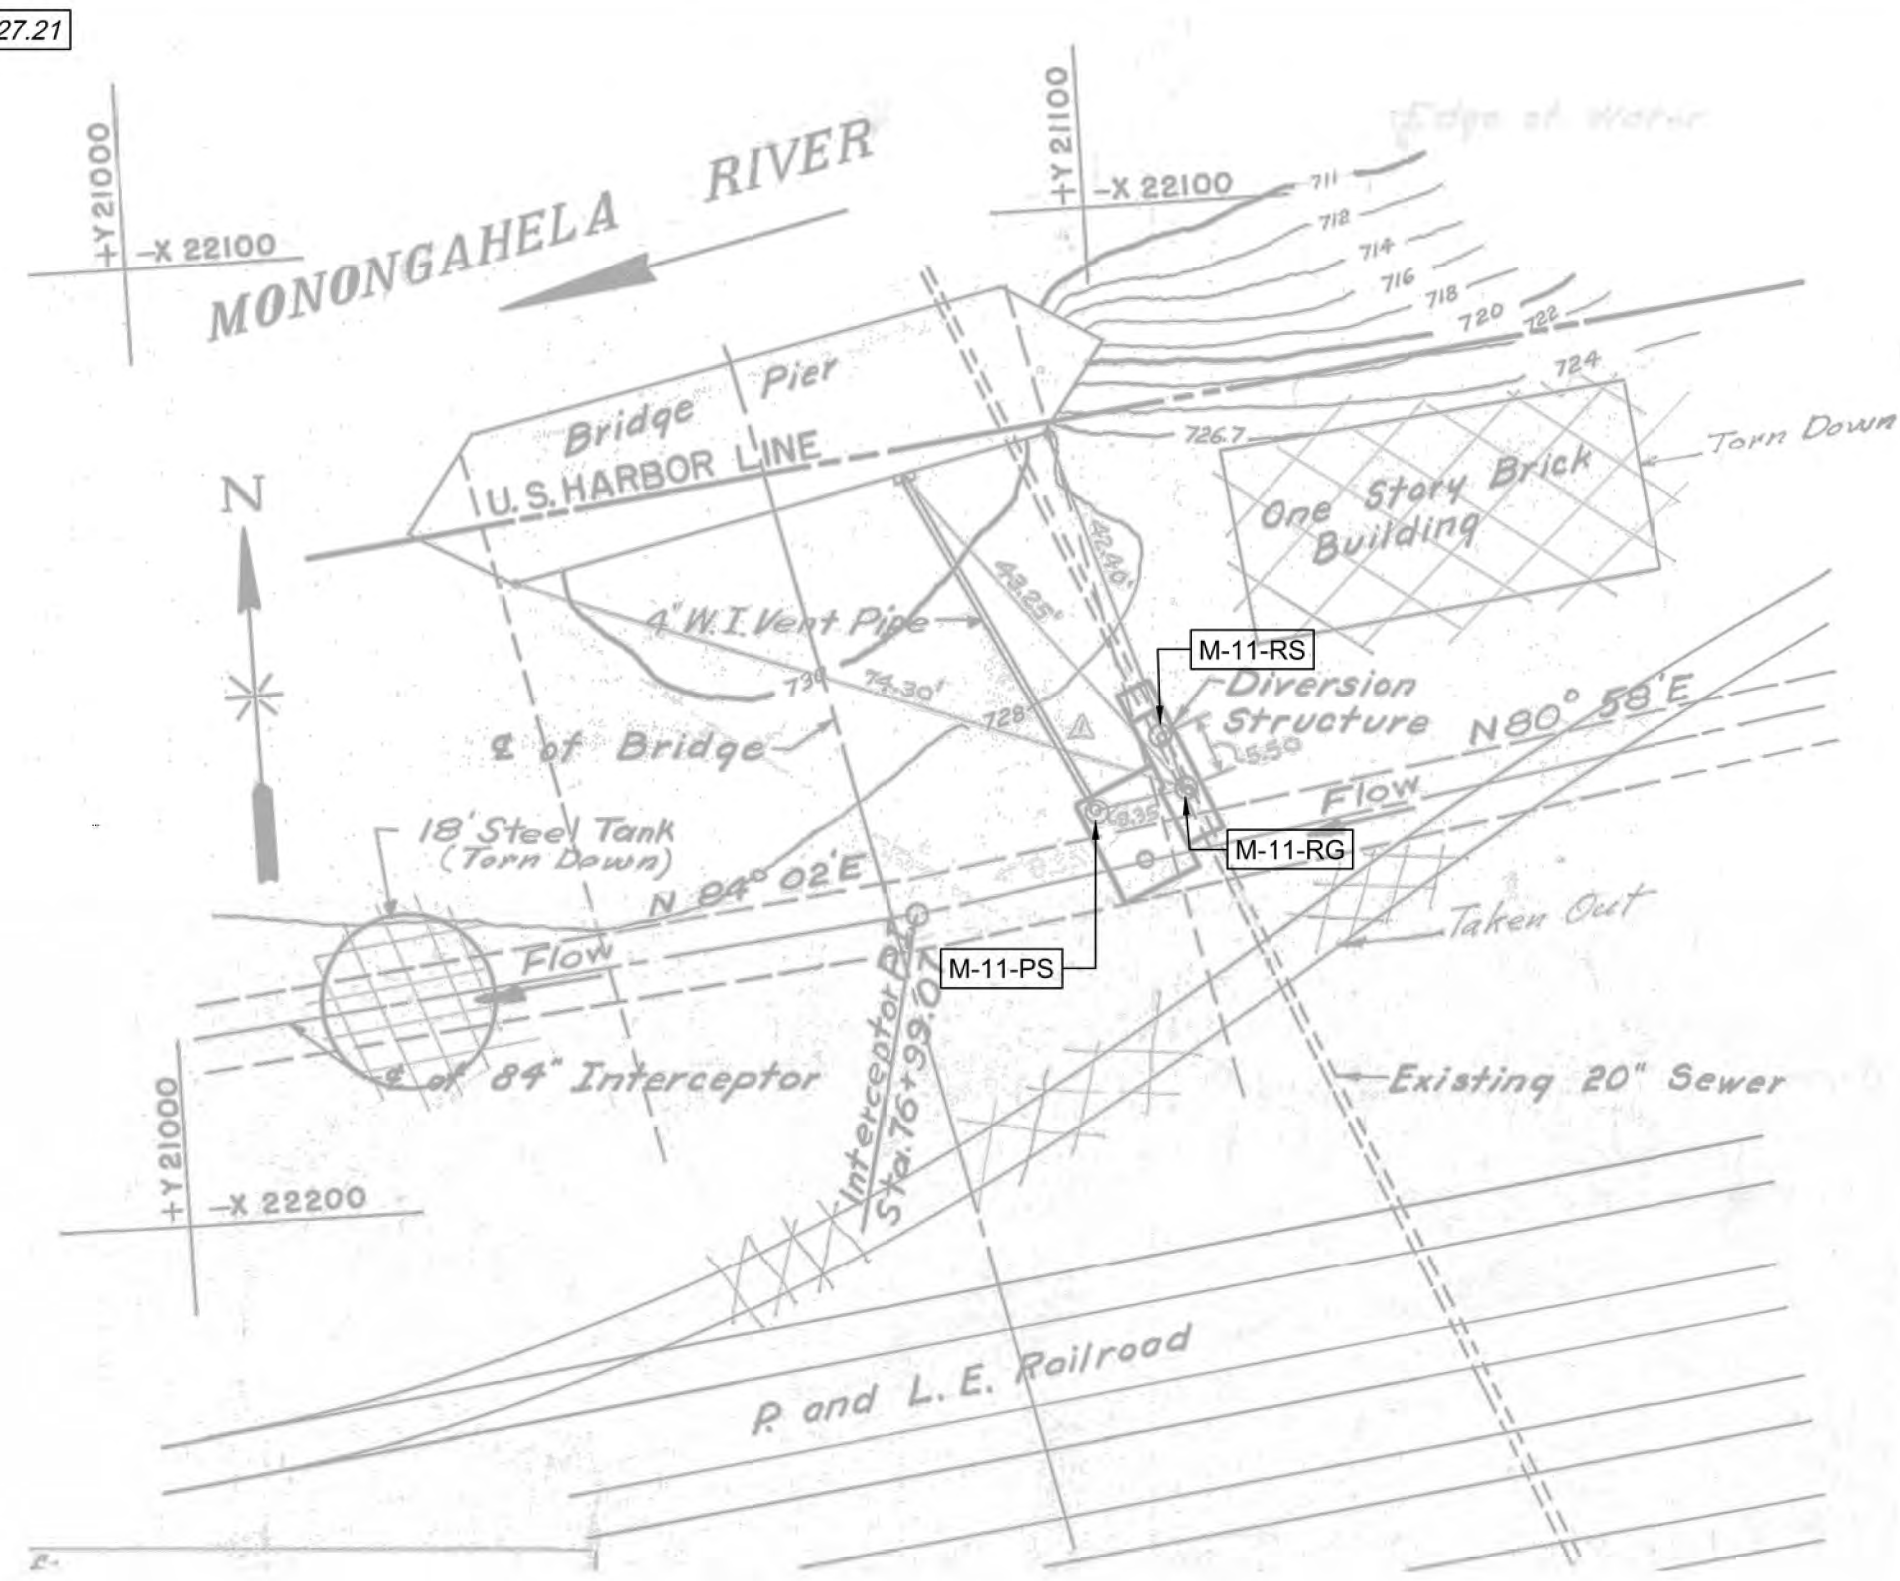 27.21
+Y 21000
-X 22100
+Y 21100
-X 22100
Edge of Water
MONONGAHELA RIVER
711
712
714
716
718
720
722
724
726.7
Bridge Pier
U.S. HARBOR LINE
Torn Down
One Story Brick
Building
N
42.40'
43.25'
4" W.I. Vent Pipe
M-11-RS
730
74.30'
728
Diversion
Structure
N 80° 58' E
5.50
℄ of Bridge
Flow
8.35
M-11-RG
18' Steel Tank
(Torn Down)
N 84° 02' E
Taken Out
Flow
M-11-PS
Interceptor P.I.
Sta. 76+99.07
℄ of 84" Interceptor
Existing 20" Sewer
+Y 21000
-X 22200
P. and L. E. Railroad